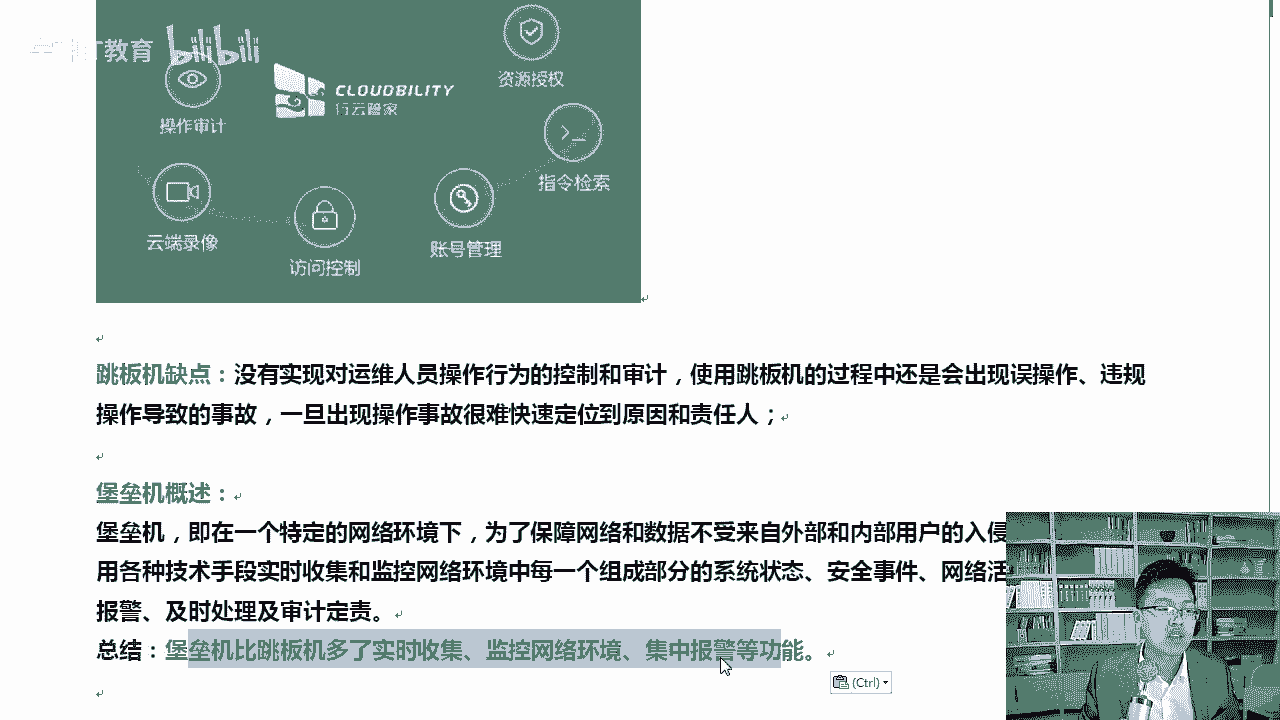 教育
bilibili
CLOUDBILITY
行云管家
资源授权
操作审计
指令检索
云端录像
访问控制
账号管理
跳板机缺点：没有实现对运维人员操作行为的控制和审计，使用跳板机的过程中还是会出现误操作、违规
操作导致的事故，一旦出现操作事故很难快速定位到原因和责任人；
堡垒机概述：
堡垒机，即在一个特定的网络环境下，为了保障网络和数据不受来自外部和内部用户的入侵
用各种技术手段实时收集和监控网络环境中每一个组成部分的系统状态、安全事件、网络活
报警、及时处理及审计定责。
总结：堡垒机比跳板机多了实时收集、监控网络环境、集中报警等功能。
(Ctrl)